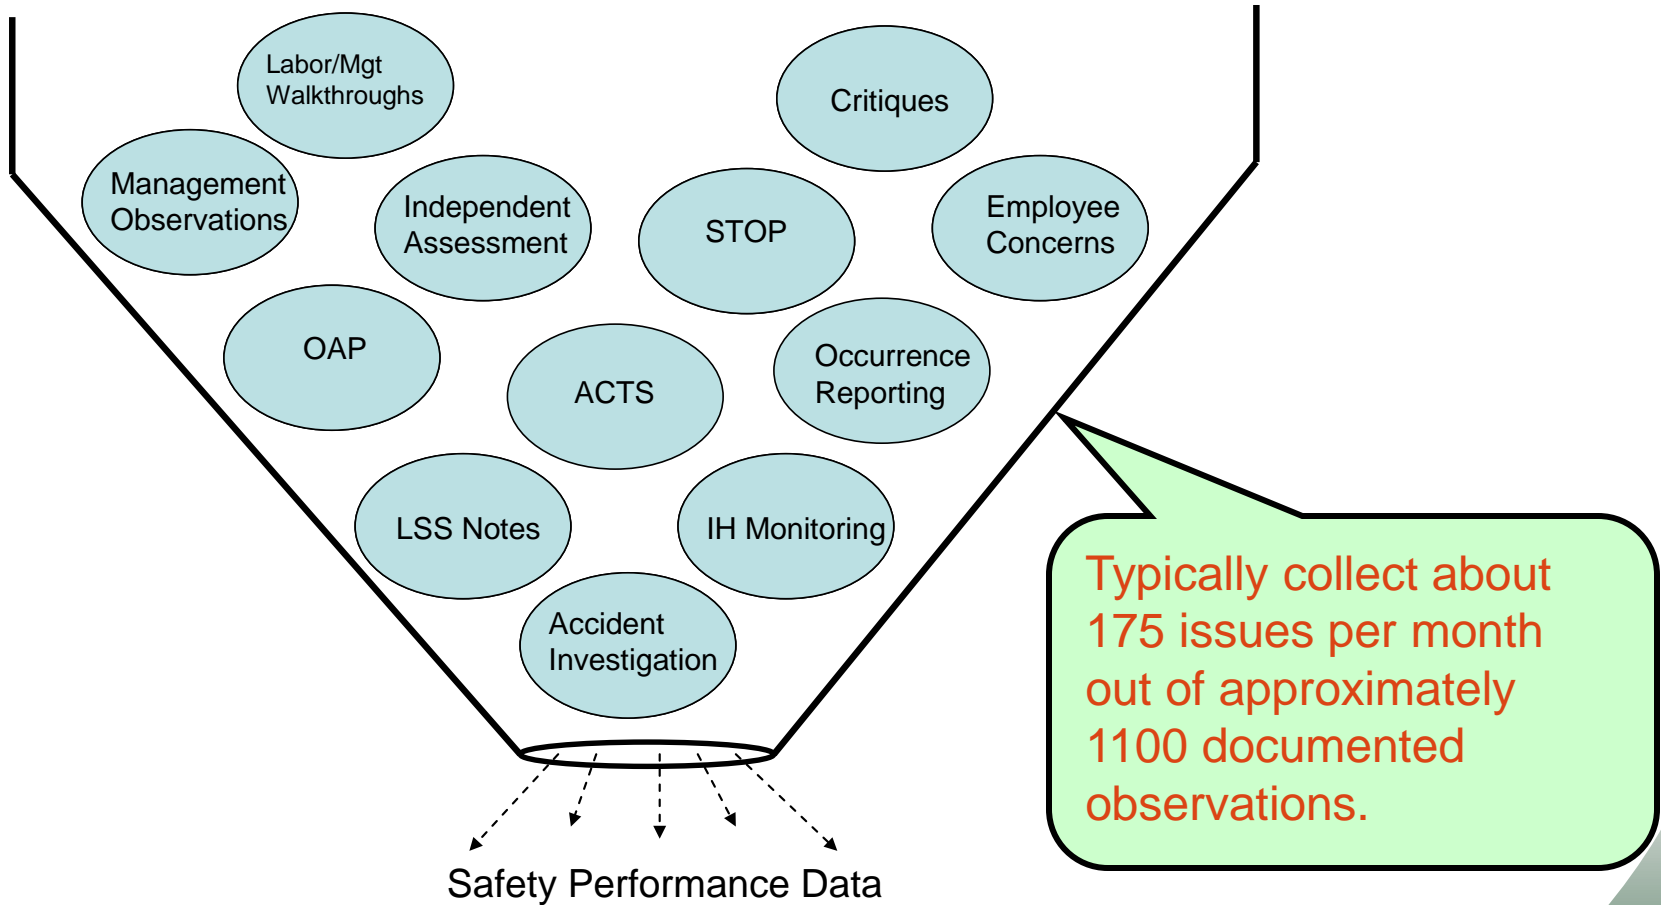 Labor/Mgt
Walkthroughs
Critiques
Management
Observations
Independent
Assessment
STOP
Employee
Concerns
OAP
ACTS
Occurrence
Reporting
LSS Notes
IH Monitoring
Accident
Investigation
Typically collect about
175 issues per month
out of approximately
1100 documented
observations.
Safety Performance Data